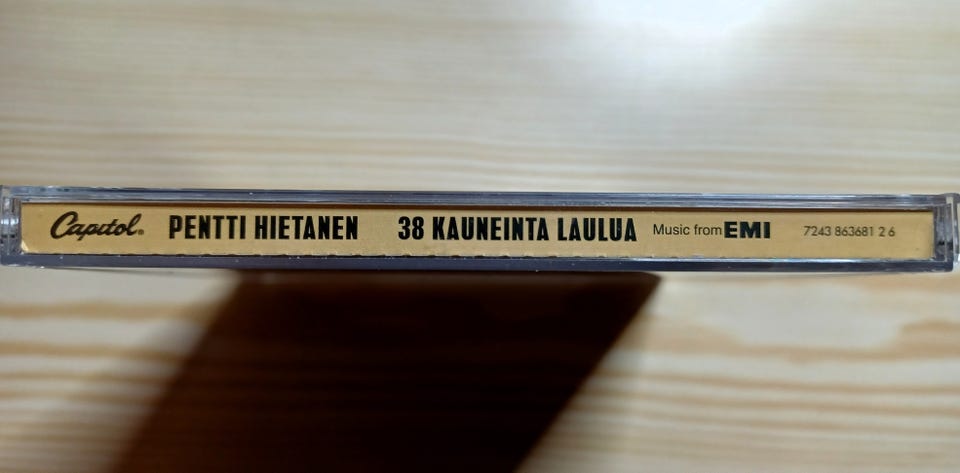 Capitol® PENTTI HIETANEN 38 KAUNEINTA LAULUA Music from EMI 7243 863681 2 6